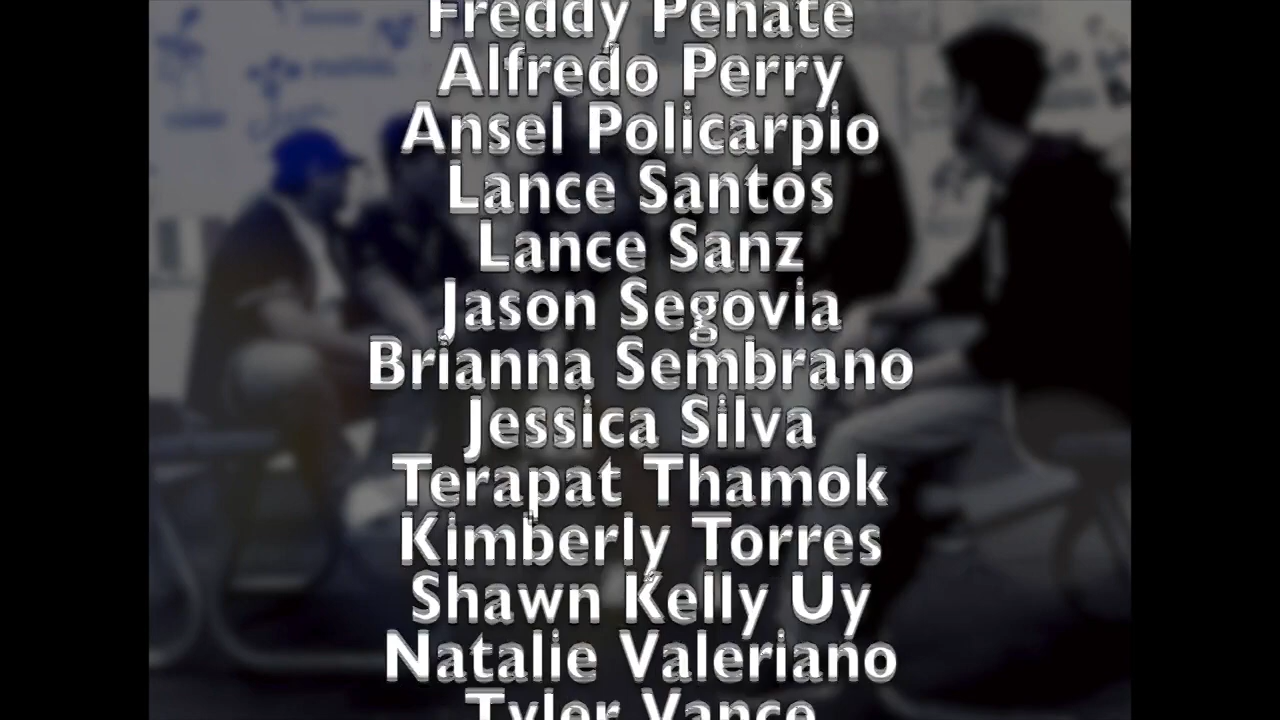 Freddy Penate
Alfredo Perry
Ansel Policarpio
Lance Santos
Lance Sanz
Jason Segovia
Brianna Sembrano
Jessica Silva
Terapat Thamok
Kimberly Torres
Shawn Kelly Uy
Natalie Valeriano
Tyler Vance